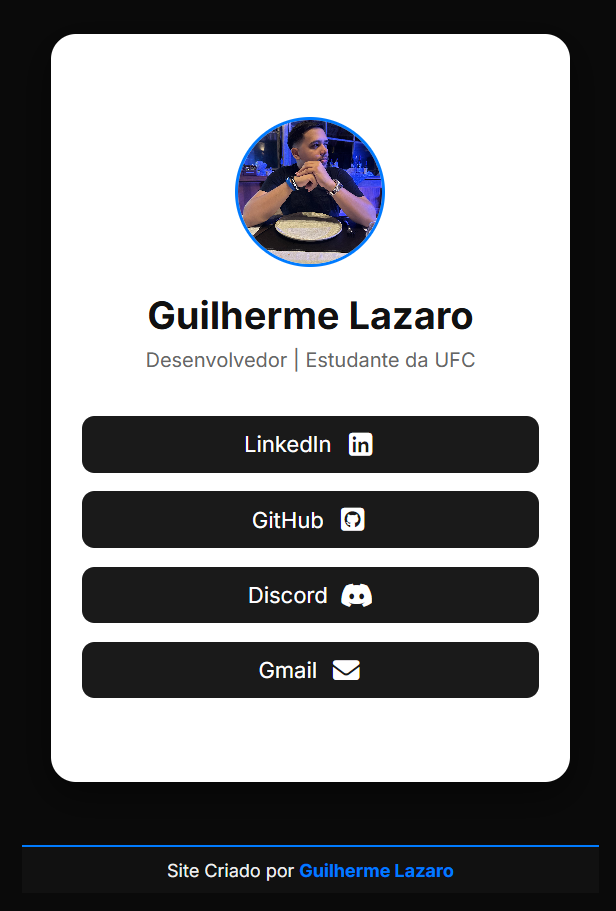 Guilherme Lazaro
Desenvolvedor | Estudante da UFC
LinkedIn
GitHub
Discord
Gmail
Site Criado por Guilherme Lazaro